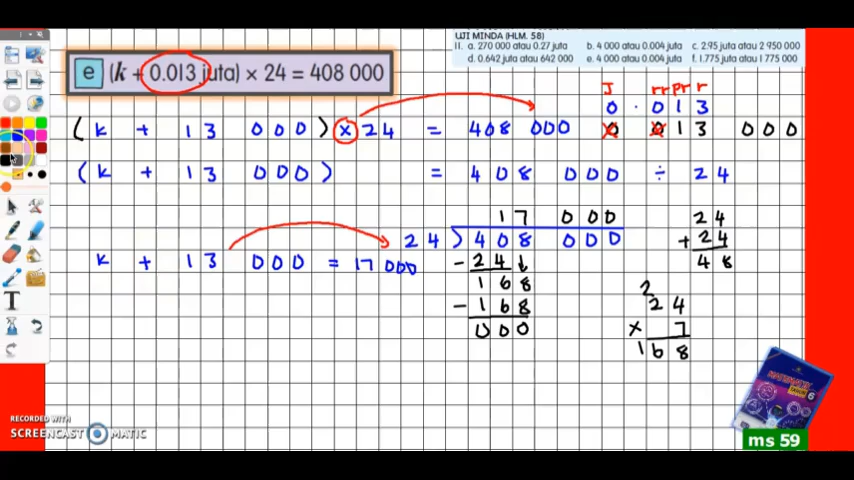 UJI MINDA (HLM. 58)
11. a. 270 000 atau 0.27 juta b. 4 000 atau 0.004 juta c. 2.95 juta atau 2 950 000
d. 0.642 juta atau 642 000 e. 4 000 atau 0.004 juta f. 1.775 juta atau 1 775 000
e (k + 0.013 juta) × 24 = 408 000
J rr pr r
0 . 0 1 3
(k + 13 000) × 24 = 408 000
0 0 1 3 000
(k + 13 000) = 408 000 ÷ 24
17 000
24 ) 408 000
- 24
168
- 168
000
24
+ 24
48
k + 13 000 = 17 000
2
24
× 7
168
T
RECORDED WITH
SCREENCAST MATIC
MATEMATIK
6
ms 59